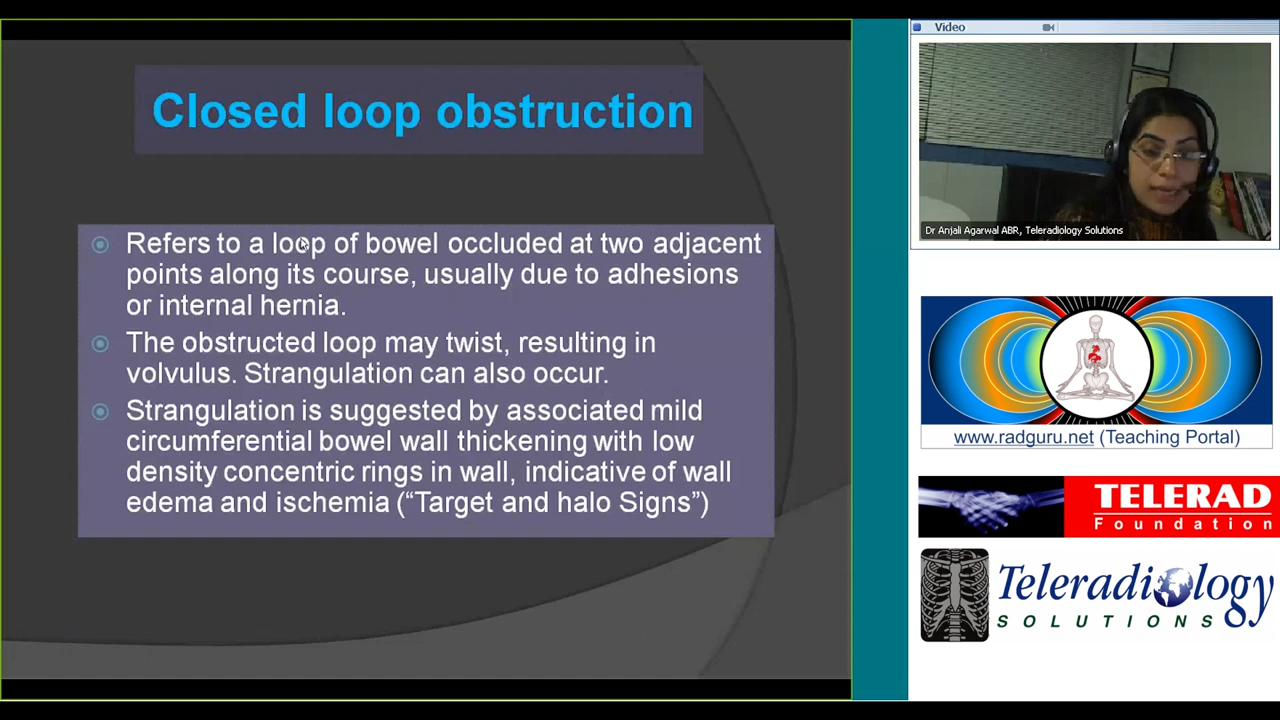 Closed loop obstruction
Refers to a loop of bowel occluded at two adjacent
points along its course, usually due to adhesions
or internal hernia.
The obstructed loop may twist, resulting in
volvulus. Strangulation can also occur.
Strangulation is suggested by associated mild
circumferential bowel wall thickening with low
density concentric rings in wall, indicative of wall
edema and ischemia (“Target and halo Signs”)
Video
Dr Anjali Agarwal ABR, Teleradiology Solutions
www.radguru.net (Teaching Portal)
TELERAD
Foundation
Teleradiology
SOLUTIONS